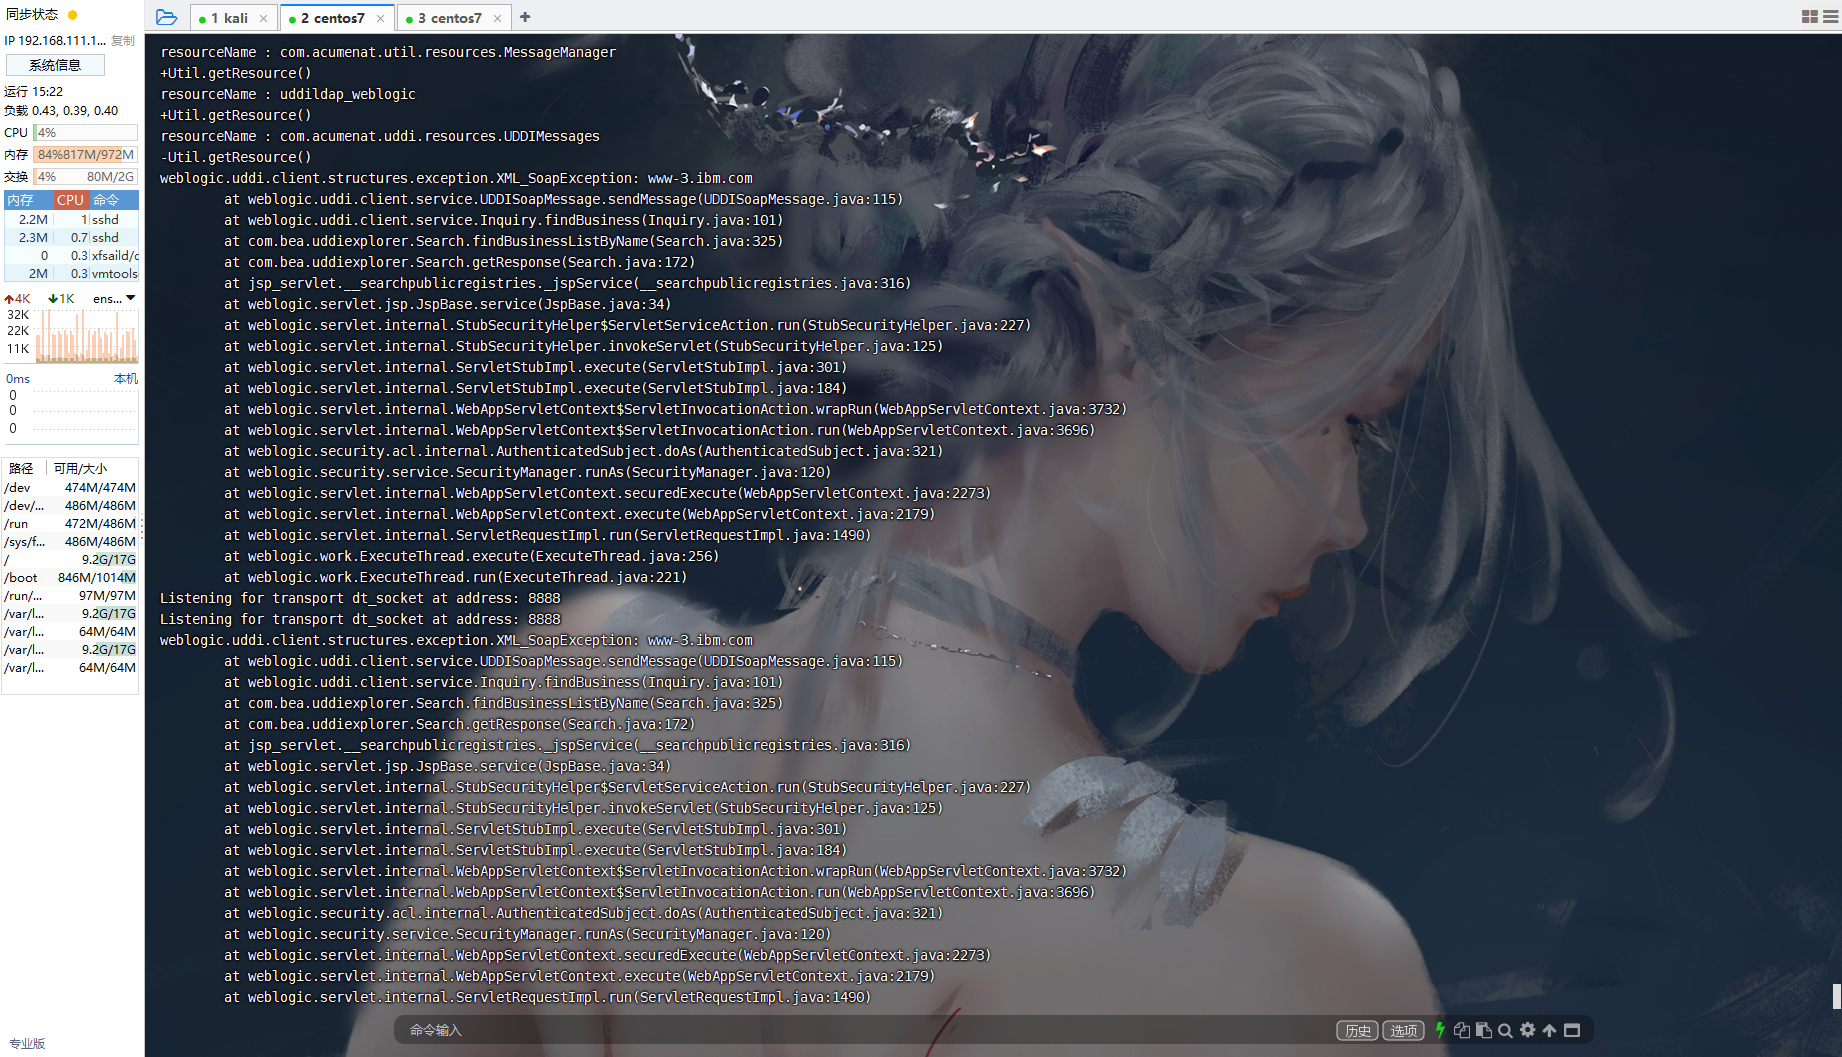 同步状态
IP 192.168.111.1... 复制
系统信息
运行 15:22
负载 0.43, 0.39, 0.40
CPU 4%
内存 84% 817M/972M
交换 4% 80M/2G
内存 CPU 命令
2.2M 1 sshd
2.3M 0.7 sshd
0 0.3 xfsaild/d
2M 0.3 vmtools
4K 1K ens...
32K
22K
11K
0ms 本机
0
0
0
路径 可用/大小
/dev 474M/474M
/dev/... 486M/486M
/run 472M/486M
/sys/f... 486M/486M
/ 9.2G/17G
/boot 846M/1014M
/run/... 97M/97M
/var/l... 9.2G/17G
/var/l... 64M/64M
/var/l... 9.2G/17G
/var/l... 64M/64M
专业版
1 kali
2 centos7
3 centos7
resourceName : com.acumenat.util.resources.MessageManager
+Util.getResource()
resourceName : uddildap_weblogic
+Util.getResource()
resourceName : com.acumenat.uddi.resources.UDDIMessages
-Util.getResource()
weblogic.uddi.client.structures.exception.XML_SoapException: www-3.ibm.com
at weblogic.uddi.client.service.UDDISoapMessage.sendMessage(UDDISoapMessage.java:115)
at weblogic.uddi.client.service.Inquiry.findBusiness(Inquiry.java:101)
at com.bea.uddiexplorer.Search.findBusinessListByName(Search.java:325)
at com.bea.uddiexplorer.Search.getResponse(Search.java:172)
at jsp_servlet.__searchpublicregistries._jspService(__searchpublicregistries.java:316)
at weblogic.servlet.jsp.JspBase.service(JspBase.java:34)
at weblogic.servlet.internal.StubSecurityHelper$ServletServiceAction.run(StubSecurityHelper.java:227)
at weblogic.servlet.internal.StubSecurityHelper.invokeServlet(StubSecurityHelper.java:125)
at weblogic.servlet.internal.ServletStubImpl.execute(ServletStubImpl.java:301)
at weblogic.servlet.internal.ServletStubImpl.execute(ServletStubImpl.java:184)
at weblogic.servlet.internal.WebAppServletContext$ServletInvocationAction.wrapRun(WebAppServletContext.java:3732)
at weblogic.servlet.internal.WebAppServletContext$ServletInvocationAction.run(WebAppServletContext.java:3696)
at weblogic.security.acl.internal.AuthenticatedSubject.doAs(AuthenticatedSubject.java:321)
at weblogic.security.service.SecurityManager.runAs(SecurityManager.java:120)
at weblogic.servlet.internal.WebAppServletContext.securedExecute(WebAppServletContext.java:2273)
at weblogic.servlet.internal.WebAppServletContext.execute(WebAppServletContext.java:2179)
at weblogic.servlet.internal.ServletRequestImpl.run(ServletRequestImpl.java:1490)
at weblogic.work.ExecuteThread.execute(ExecuteThread.java:256)
at weblogic.work.ExecuteThread.run(ExecuteThread.java:221)
Listening for transport dt_socket at address: 8888
Listening for transport dt_socket at address: 8888
weblogic.uddi.client.structures.exception.XML_SoapException: www-3.ibm.com
at weblogic.uddi.client.service.UDDISoapMessage.sendMessage(UDDISoapMessage.java:115)
at weblogic.uddi.client.service.Inquiry.findBusiness(Inquiry.java:101)
at com.bea.uddiexplorer.Search.findBusinessListByName(Search.java:325)
at com.bea.uddiexplorer.Search.getResponse(Search.java:172)
at jsp_servlet.__searchpublicregistries._jspService(__searchpublicregistries.java:316)
at weblogic.servlet.jsp.JspBase.service(JspBase.java:34)
at weblogic.servlet.internal.StubSecurityHelper$ServletServiceAction.run(StubSecurityHelper.java:227)
at weblogic.servlet.internal.StubSecurityHelper.invokeServlet(StubSecurityHelper.java:125)
at weblogic.servlet.internal.ServletStubImpl.execute(ServletStubImpl.java:301)
at weblogic.servlet.internal.ServletStubImpl.execute(ServletStubImpl.java:184)
at weblogic.servlet.internal.WebAppServletContext$ServletInvocationAction.wrapRun(WebAppServletContext.java:3732)
at weblogic.servlet.internal.WebAppServletContext$ServletInvocationAction.run(WebAppServletContext.java:3696)
at weblogic.security.acl.internal.AuthenticatedSubject.doAs(AuthenticatedSubject.java:321)
at weblogic.security.service.SecurityManager.runAs(SecurityManager.java:120)
at weblogic.servlet.internal.WebAppServletContext.securedExecute(WebAppServletContext.java:2273)
at weblogic.servlet.internal.WebAppServletContext.execute(WebAppServletContext.java:2179)
at weblogic.servlet.internal.ServletRequestImpl.run(ServletRequestImpl.java:1490)
命令输入 历史 选项